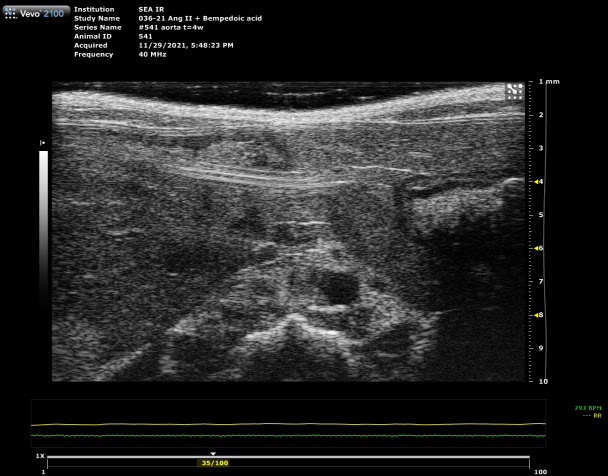 Vevo 2100
Institution SEA IR
Study Name 036-21 Ang II + Bempedoic acid
Series Name #541 aorta t=4w
Animal ID 541
Acquired 11/29/2021, 5:48:23 PM
Frequency 40 MHz
1 mm
2
3
4
5
6
7
8
9
10
292 BPM
--- RR
1X
35/100
1 100